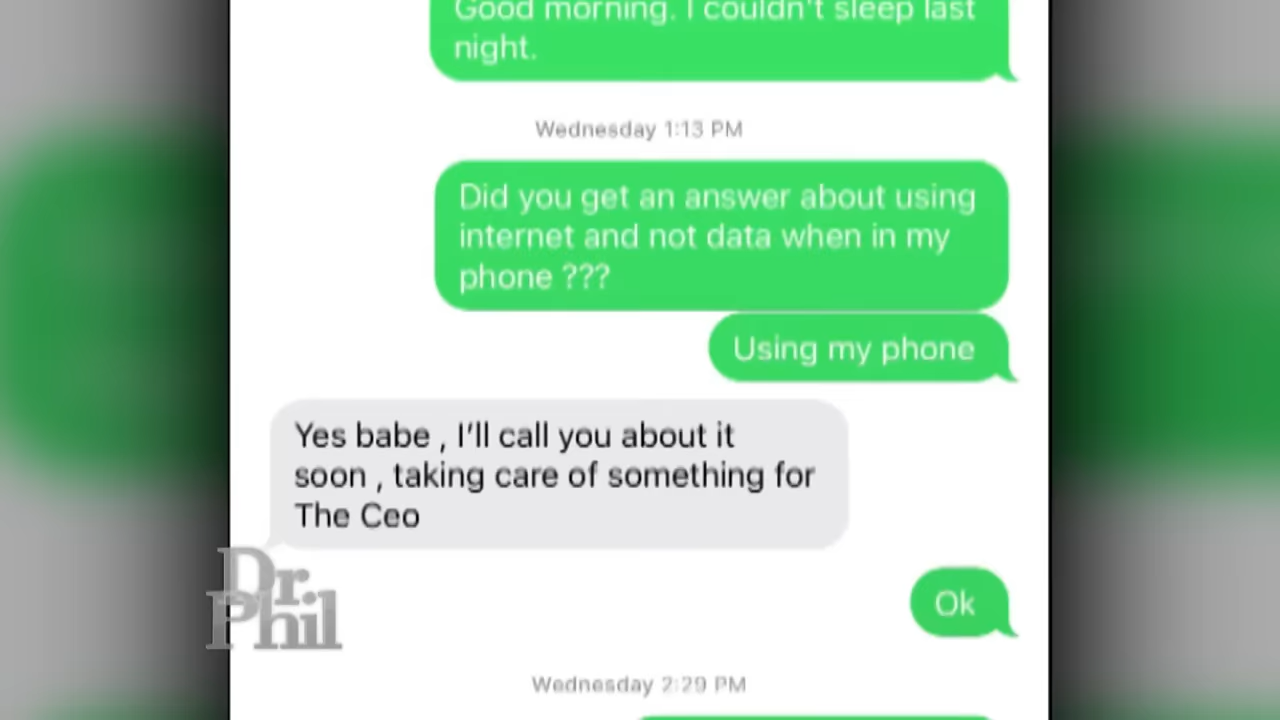 Good morning. I couldn't sleep last
night.
Wednesday 1:13 PM
Did you get an answer about using
internet and not data when in my
phone ???
Using my phone
Yes babe , I'll call you about it
soon , taking care of something for
The Ceo
Ok
Dr.
Phil
Wednesday 2:29 PM